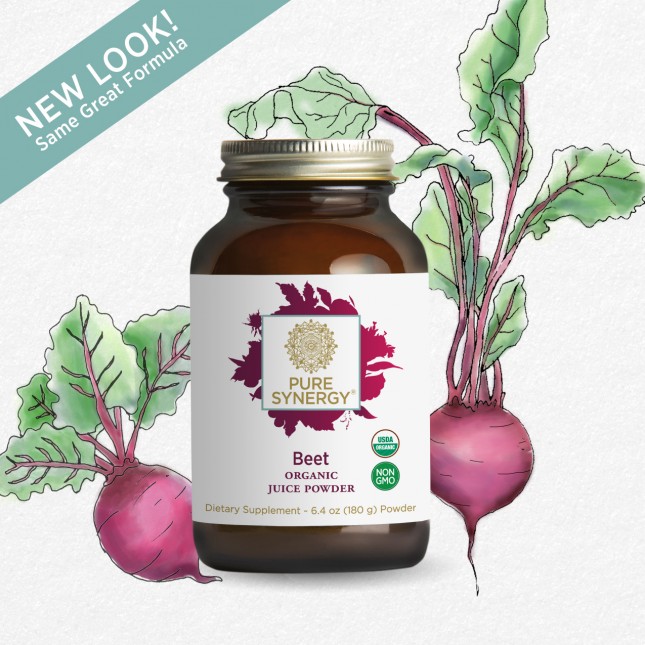 NEW LOOK!
Same Great Formula
PURE
SYNERGY®
Beet
ORGANIC
JUICE POWDER
USDA
ORGANIC
NON
GMO
Dietary Supplement - 6.4 oz (180 g) Powder